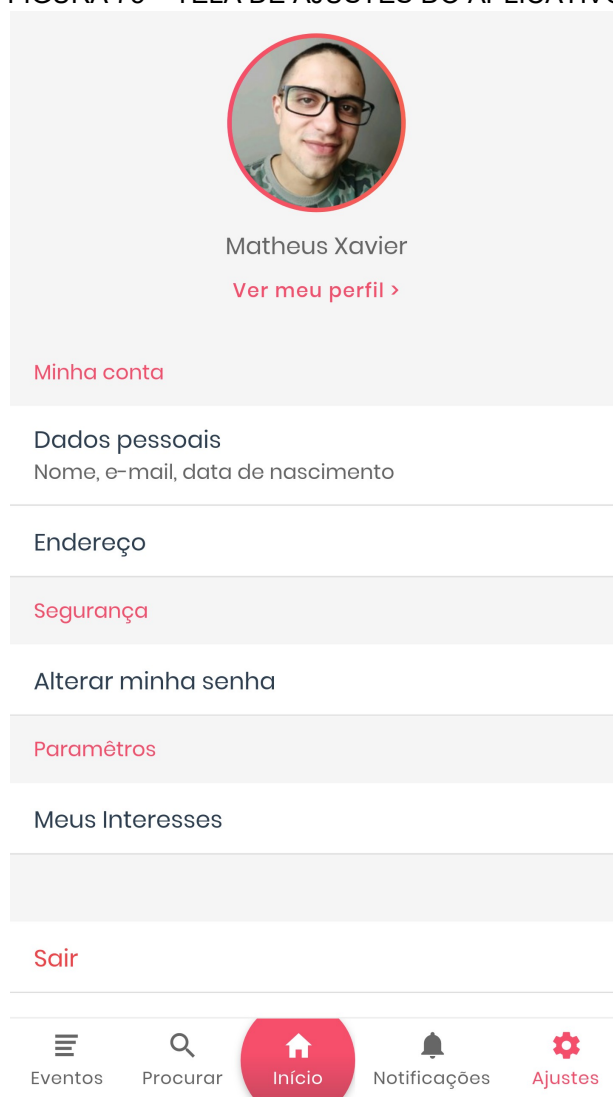 Matheus Xavier
Ver meu perfil >
Minha conta
Dados pessoais
Nome, e-mail, data de nascimento
Endereço
Segurança
Alterar minha senha
Paramêtros
Meus Interesses
Sair
Eventos Procurar Início Notificações Ajustes